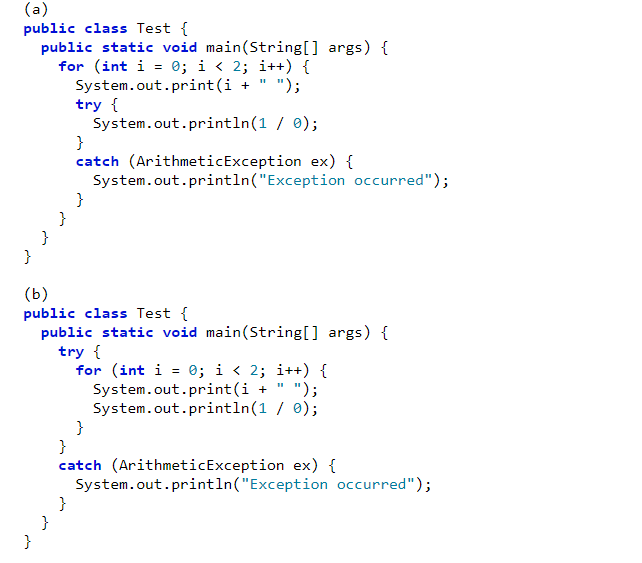 (a)
public class Test {
  public static void main(String[] args) {
    for (int i = 0; i < 2; i++) {
      System.out.print(i + " ");
      try {
        System.out.println(1 / 0);
      }
      catch (ArithmeticException ex) {
        System.out.println("Exception occurred");
      }
    }
  }
}
(b)
public class Test {
  public static void main(String[] args) {
    try {
      for (int i = 0; i < 2; i++) {
        System.out.print(i + " ");
        System.out.println(1 / 0);
      }
    }
    catch (ArithmeticException ex) {
      System.out.println("Exception occurred");
    }
  }
}